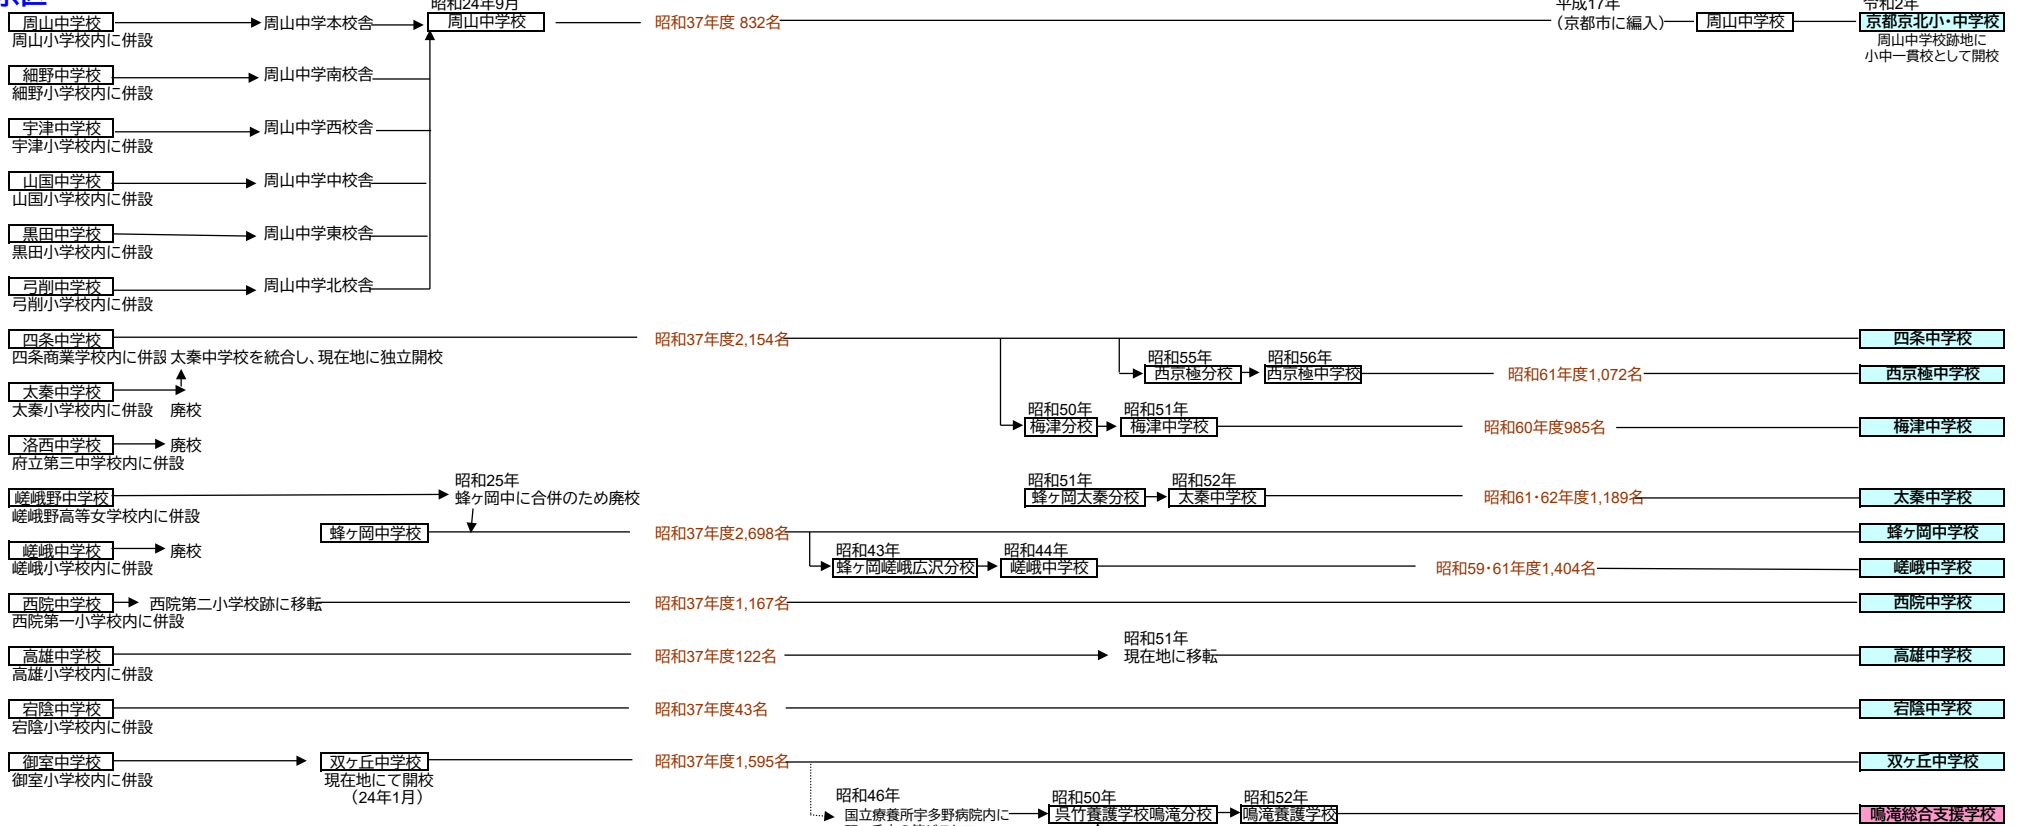 昭和24年9月
平成17年
令和2年
周山中学校
周山中学本校舎
周山中学校
昭和37年度 832名
（京都市に編入）
周山中学校
京都京北小・中学校
周山小学校内に併設
周山中学校跡地に
小中一貫校として開校
細野中学校
周山中学南校舎
細野小学校内に併設
宇津中学校
周山中学西校舎
宇津小学校内に併設
山国中学校
周山中学中校舎
山国小学校内に併設
黒田中学校
周山中学東校舎
黒田小学校内に併設
弓削中学校
周山中学北校舎
弓削小学校内に併設
四条中学校
昭和37年度2,154名
四条中学校
四条商業学校内に併設
太秦中学校を統合し、現在地に独立開校
昭和55年
昭和56年
西京極分校
西京極中学校
昭和61年度1,072名
西京極中学校
太秦中学校
太秦小学校内に併設
廃校
昭和50年
昭和51年
梅津分校
梅津中学校
昭和60年度985名
梅津中学校
洛西中学校
廃校
府立第三中学校内に併設
昭和25年
昭和51年
昭和52年
嵯峨野中学校
蜂ヶ岡中に合併のため廃校
蜂ヶ岡太秦分校
太秦中学校
昭和61・62年度1,189名
太秦中学校
嵯峨野高等女学校内に併設
蜂ヶ岡中学校
昭和37年度2,698名
蜂ヶ岡中学校
嵯峨中学校
廃校
昭和43年
昭和44年
嵯峨小学校内に併設
蜂ヶ岡嵯峨広沢分校
嵯峨中学校
昭和59・61年度1,404名
嵯峨中学校
西院中学校
西院第二小学校跡に移転
昭和37年度1,167名
西院中学校
西院第一小学校内に併設
昭和51年
高雄中学校
昭和37年度122名
現在地に移転
高雄中学校
高雄小学校内に併設
宕陰中学校
昭和37年度43名
宕陰中学校
宕陰小学校内に併設
御室中学校
双ヶ丘中学校
昭和37年度1,595名
双ヶ丘中学校
御室小学校内に併設
現在地にて開校
（24年1月）
昭和46年
昭和50年
昭和52年
国立療養所宇多野病院内に
呉竹養護学校鳴滝分校
鳴滝養護学校
鳴滝総合支援学校